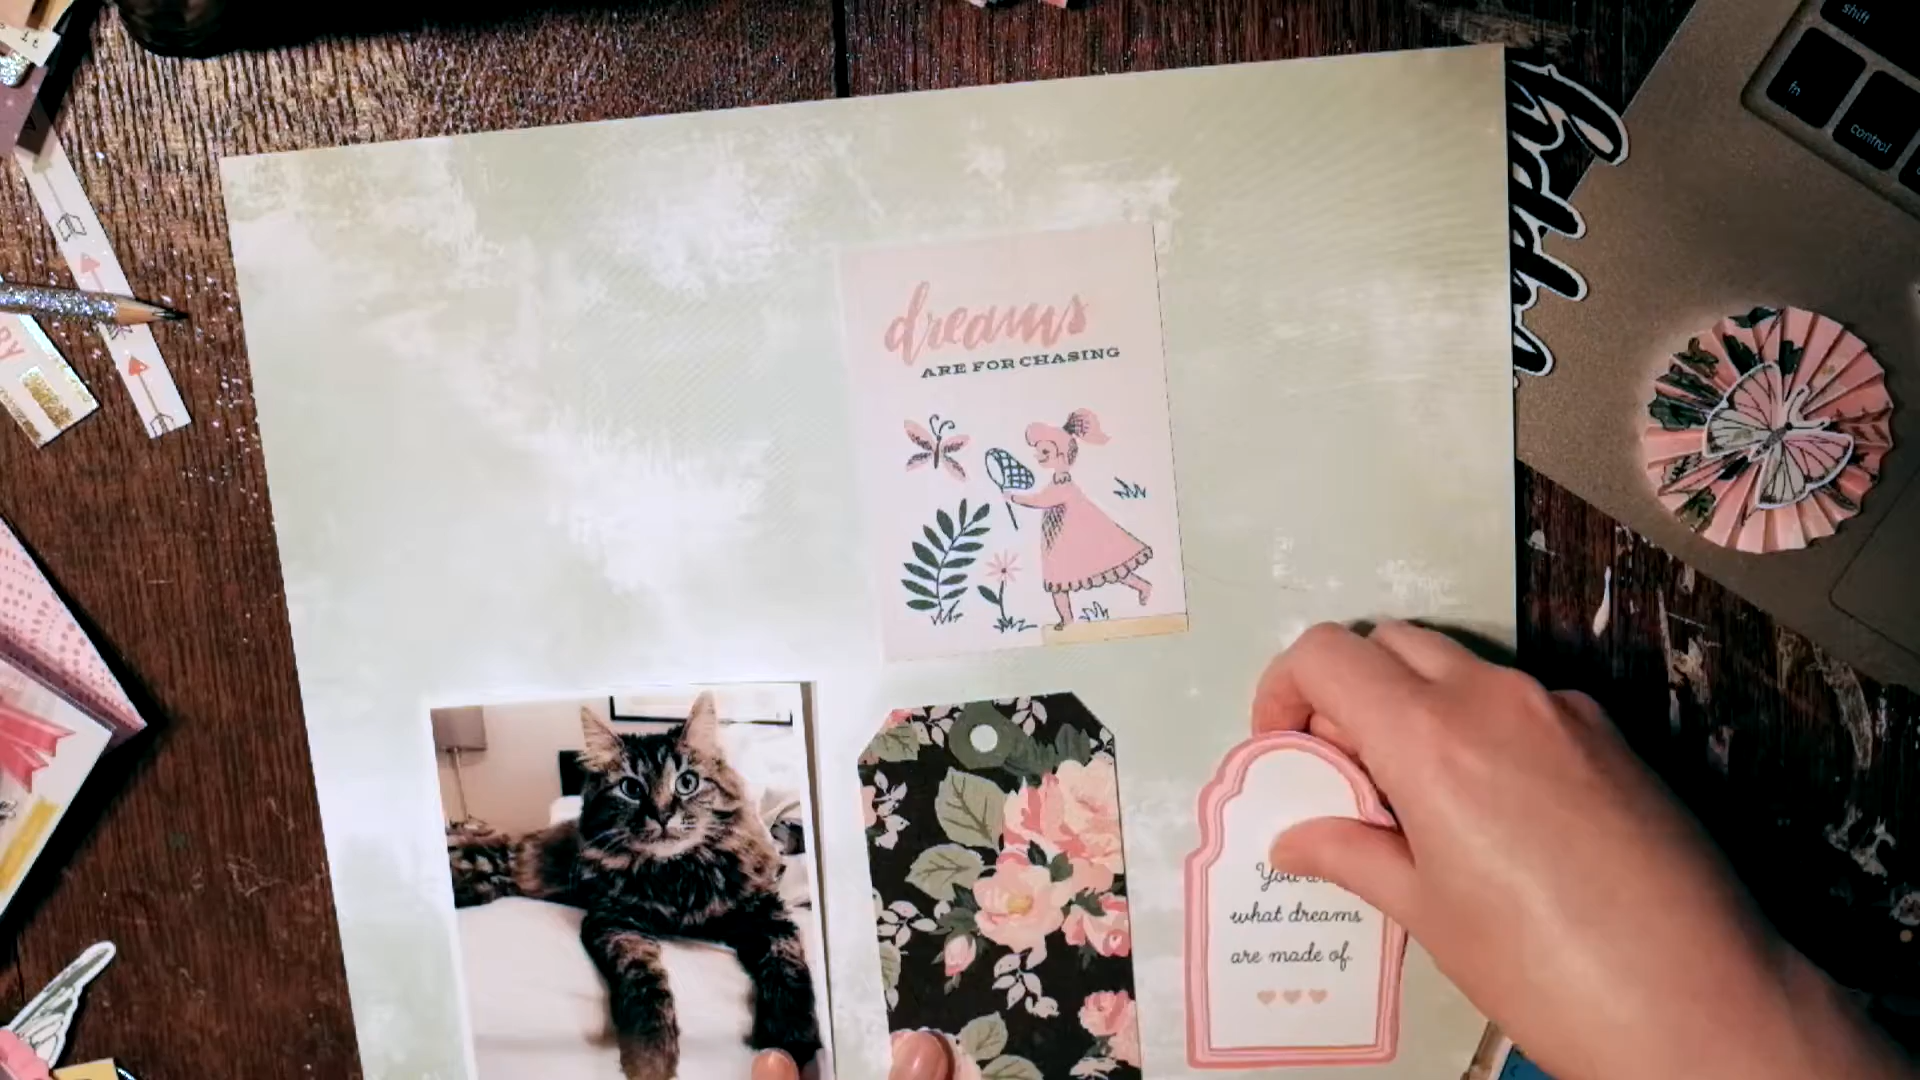 dreams
ARE FOR CHASING
what dreams
are made of.
shift
fn
control